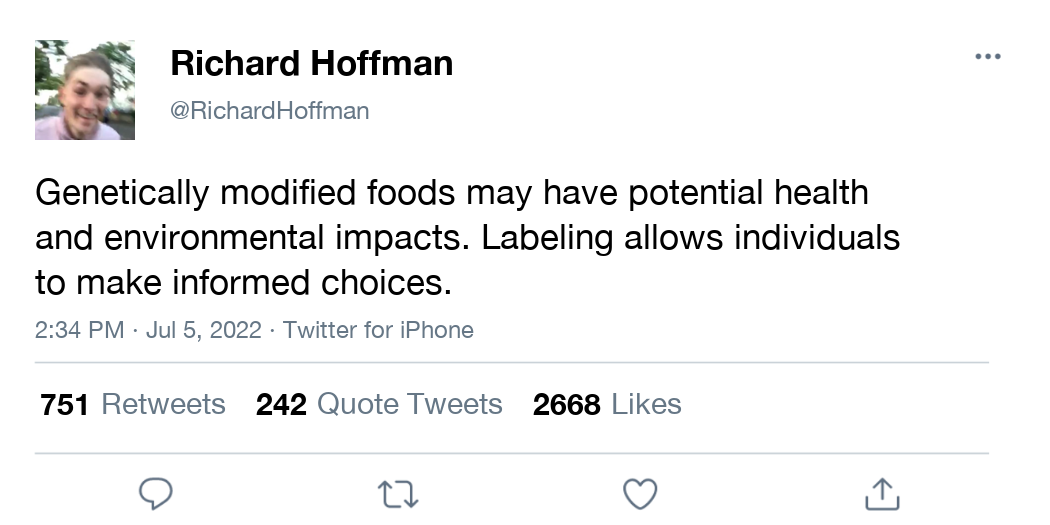 Richard Hoffman
@RichardHoffman
Genetically modified foods may have potential health
and environmental impacts. Labeling allows individuals
to make informed choices.
2:34 PM · Jul 5, 2022 · Twitter for iPhone
751 Retweets 242 Quote Tweets 2668 Likes